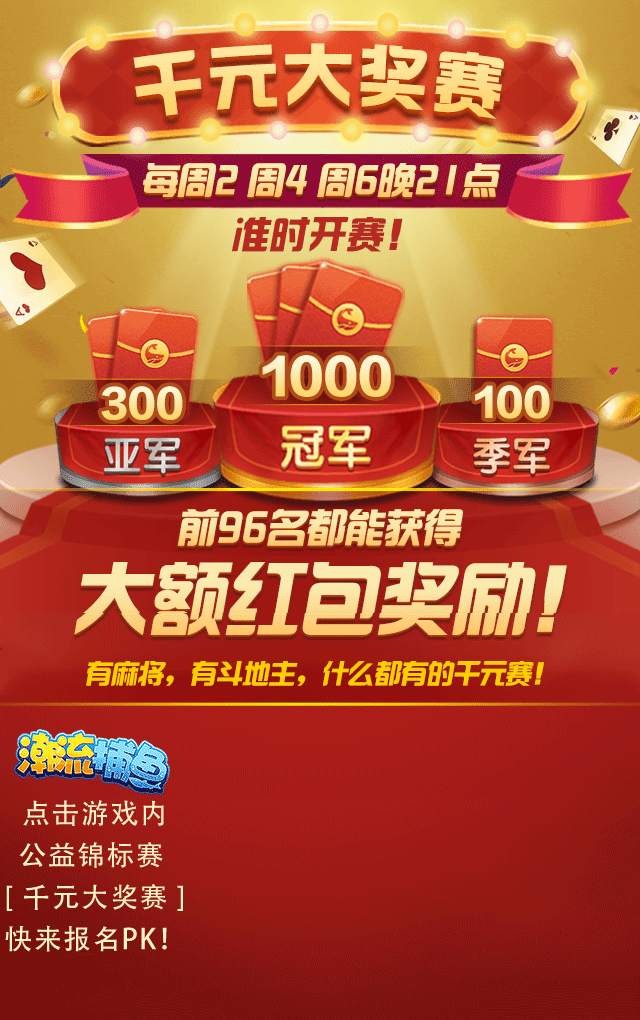 千元大奖赛
每周2 周4 周6晚21点
准时开赛！
1000
300
100
冠军
亚军
季军
前96名都能获得
大额红包奖励！
有麻将，有斗地主，什么都有的千元赛！
潮流捕鱼
点击游戏内
公益锦标赛
[ 千元大奖赛 ]
快来报名PK！